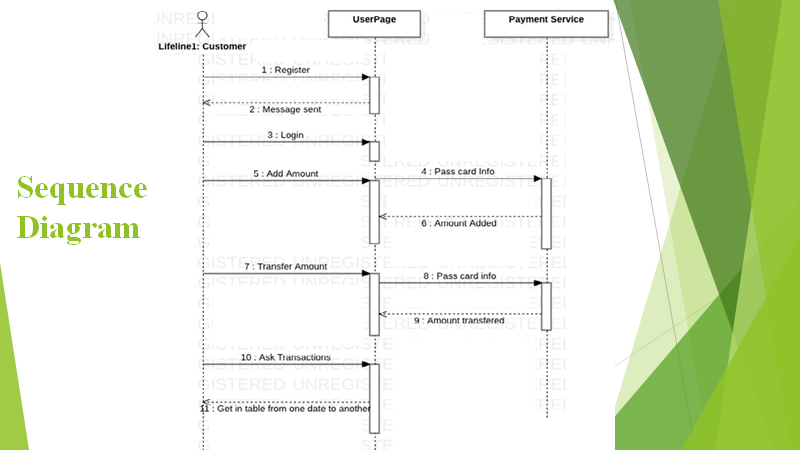 UserPage
Payment Service
Lifeline1: Customer
1 : Register
2 : Message sent
3 : Login
4 : Pass card Info
5 : Add Amount
6 : Amount Added
7 : Transfer Amount
8 : Pass card info
9 : Amount transfered
10 : Ask Transactions
11 : Get in table from one date to another
Sequence
Diagram